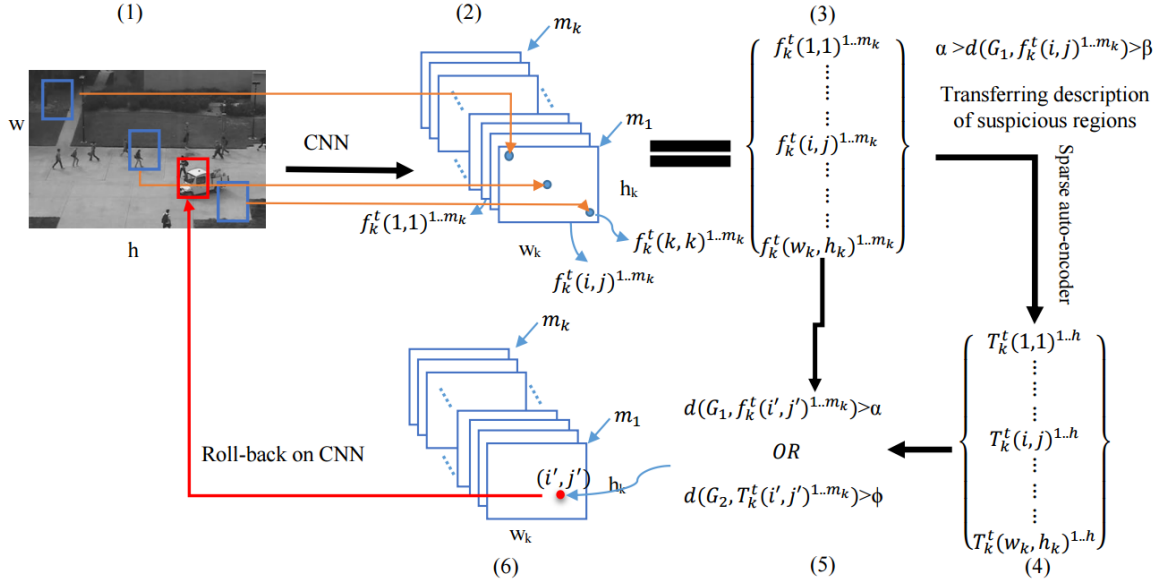 (1)
(2)
(3)
w
h
CNN
m_k
m_1
h_k
w_k
f_k^t(1,1)^{1..m_k}
f_k^t(k,k)^{1..m_k}
f_k^t(i,j)^{1..m_k}
f_k^t(1,1)^{1..m_k}
⋮
f_k^t(i,j)^{1..m_k}
⋮
f_k^t(w_k,h_k)^{1..m_k}
α >d(G_1,f_k^t(i,j)^{1..m_k})>β
Transferring description
of suspicious regions
Sparse auto-encoder
T_k^t(1,1)^{1..h}
⋮
T_k^t(i,j)^{1..h}
⋮
T_k^t(w_k,h_k)^{1..h}
(4)
d(G_1,f_k^t(i′,j′)^{1..m_k})>α
OR
d(G_2,T_k^t(i′,j′)^{1..m_k})>ϕ
(5)
m_k
m_1
(i′,j′)
h_k
w_k
(6)
Roll-back on CNN